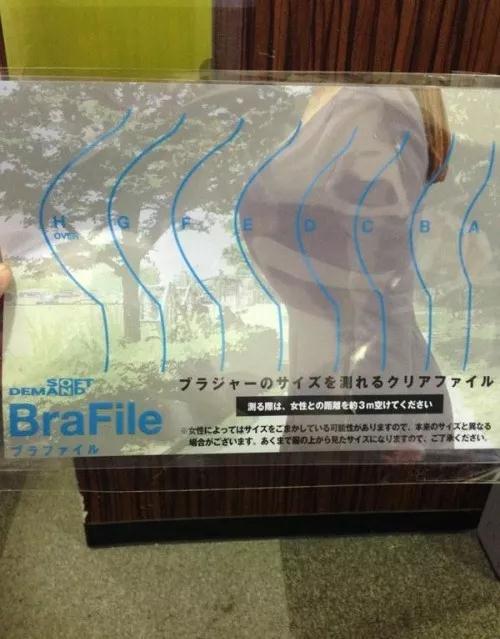 H G F E D C B A
OVER
SOFT
DEMAND
BraFile
ブラファイル
ブラジャーのサイズを測れるクリアファイル
測る際は、女性との距離を約3m空けてください
※女性によってはサイズをごまかしている可能性がありますので、本来のサイズと異なる
場合がございます。あくまで服の上から見たサイズになりますので、ご了承ください。